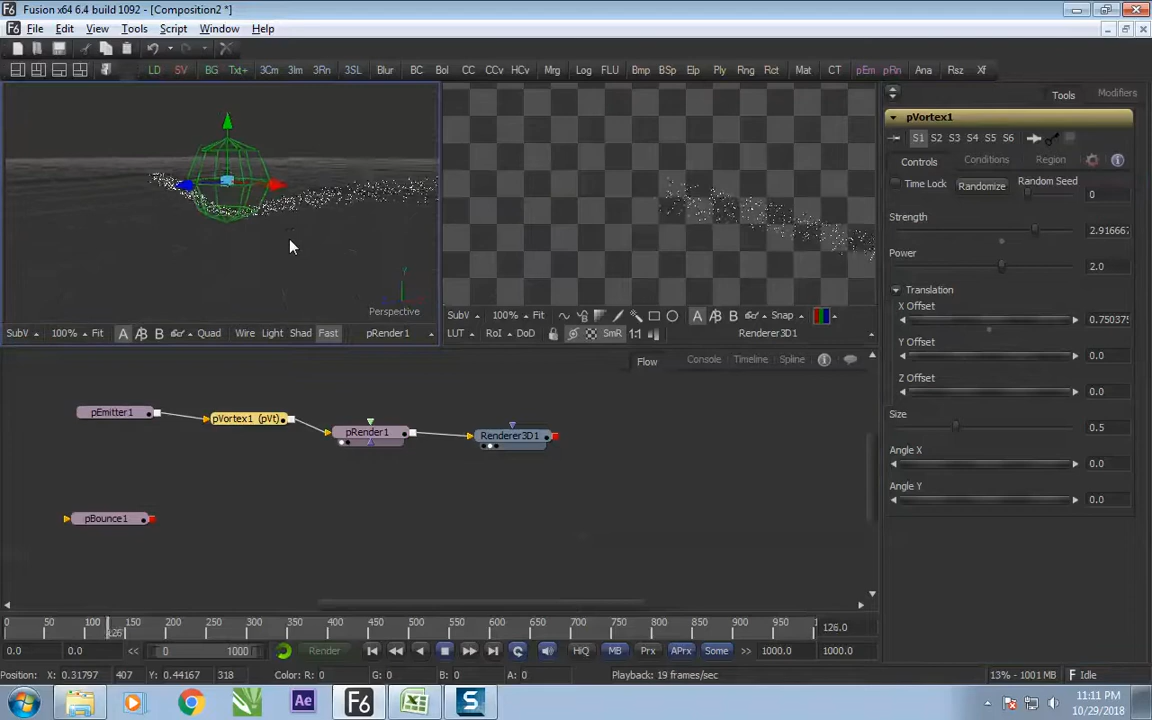 Fusion x64 6.4 build 1092 - [Composition2 *]
File Edit View Tools Script Window Help
LD SV BG Txt+ 3Cm 3Im 3Rn 3SL Blur BC Bol CC CCv HCv Mrg Log FLU Bmp BSp Elp Ply Rng Rct Mat CT pEm pRn Ana Rsz Xf
Tools Modifiers
pVortex1
S1 S2 S3 S4 S5 S6
Controls Conditions Region
Time Lock Randomize Random Seed 0
Strength 2.916667
Power 2.0
Translation
X Offset 0.750375
Y Offset 0.0
Z Offset 0.0
Size 0.5
Angle X 0.0
Angle Y 0.0
Y
Perspective
SubV 100% Fit A B Quad Wire Light Shad Fast pRender1
SubV 100% Fit A B Snap
LUT RoI DoD SmR 1:1 Renderer3D1
Flow Console Timeline Spline
pEmitter1
pVortex1 (pVt)
pRender1
Renderer3D1
pBounce1
0 50 100 150 200 250 300 350 400 450 500 550 600 650 700 750 800 850 900 950 126.0
0.0 0.0 << 0 1000 Render HiQ MB Prx APrx Some >> 1000.0 1000.0
Position: X: 0.31797 407 Y: 0.44167 318 Color: R: 0 G: 0 B: 0 A: 0 Playback: 19 frames/sec 13% - 1001 MB Idle
11:11 PM
10/29/2018